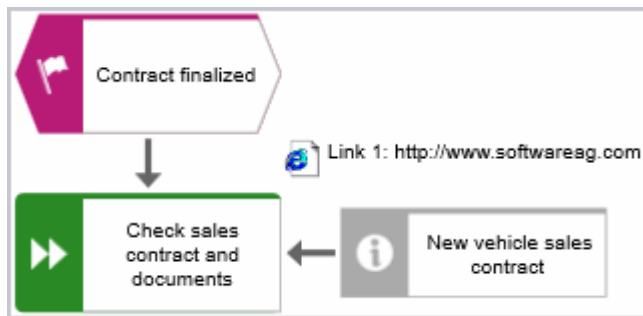 Contract finalized
Link 1: http://www.softwareag.com
Check sales
contract and
documents
New vehicle sales
contract